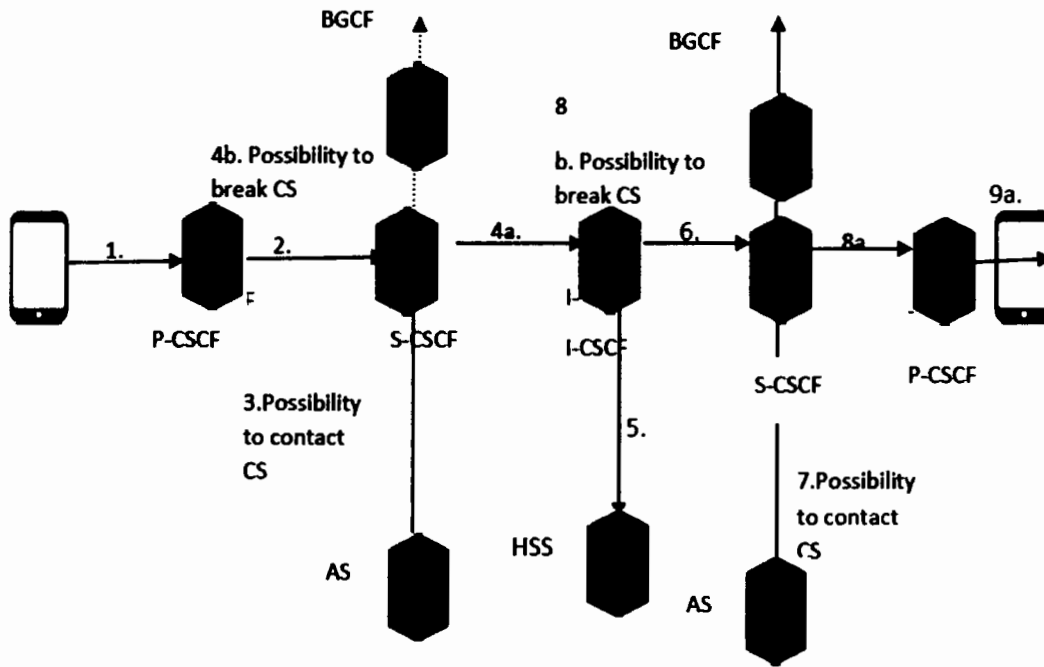 BGCF
BGCF
8
4b. Possibility to
break CS
b. Possibility to
break CS
9a.
1.
2.
4a.
6.
8a
F
I-
P-CSCF
S-CSCF
I-CSCF
S-CSCF
P-CSCF
3.Possibility
to contact
CS
5.
7.Possibility
to contact
CS
AS
HSS
AS